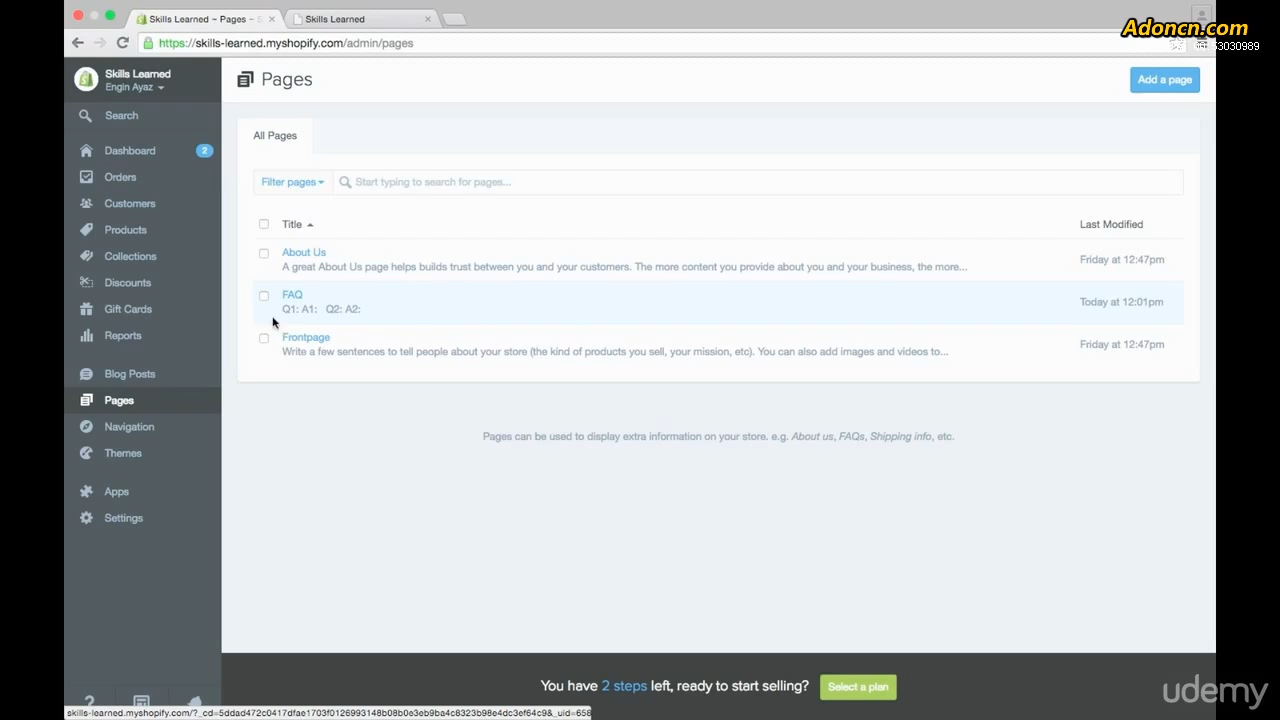 Skills Learned ~ Pages ~ S
Skills Learned
Adoncn.com
https://skills-learned.myshopify.com/admin/pages
53030989
Skills Learned
Engin Ayaz
Pages
Add a page
Search
All Pages
Dashboard
2
Orders
Filter pages
Start typing to search for pages...
Customers
Products
Title
Last Modified
Collections
About Us
A great About Us page helps builds trust between you and your customers. The more content you provide about you and your business, the more...
Friday at 12:47pm
Discounts
Gift Cards
FAQ
Q1: A1: Q2: A2:
Today at 12:01pm
Reports
Frontpage
Write a few sentences to tell people about your store (the kind of products you sell, your mission, etc). You can also add images and videos to...
Friday at 12:47pm
Blog Posts
Pages
Navigation
Pages can be used to display extra information on your store. e.g. About us, FAQs, Shipping info, etc.
Themes
Apps
Settings
You have 2 steps left, ready to start selling?
Select a plan
udemy
?